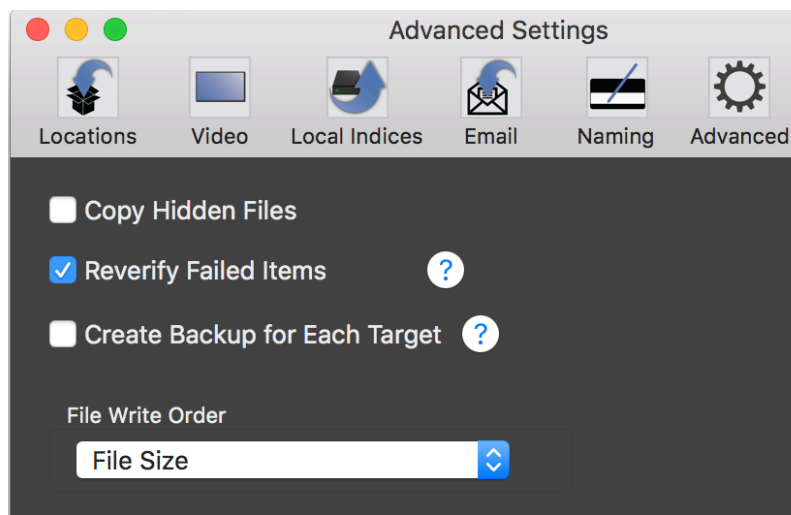 Advanced Settings
Locations Video Local Indices Email Naming Advanced
Copy Hidden Files
Reverify Failed Items ?
Create Backup for Each Target ?
File Write Order
File Size